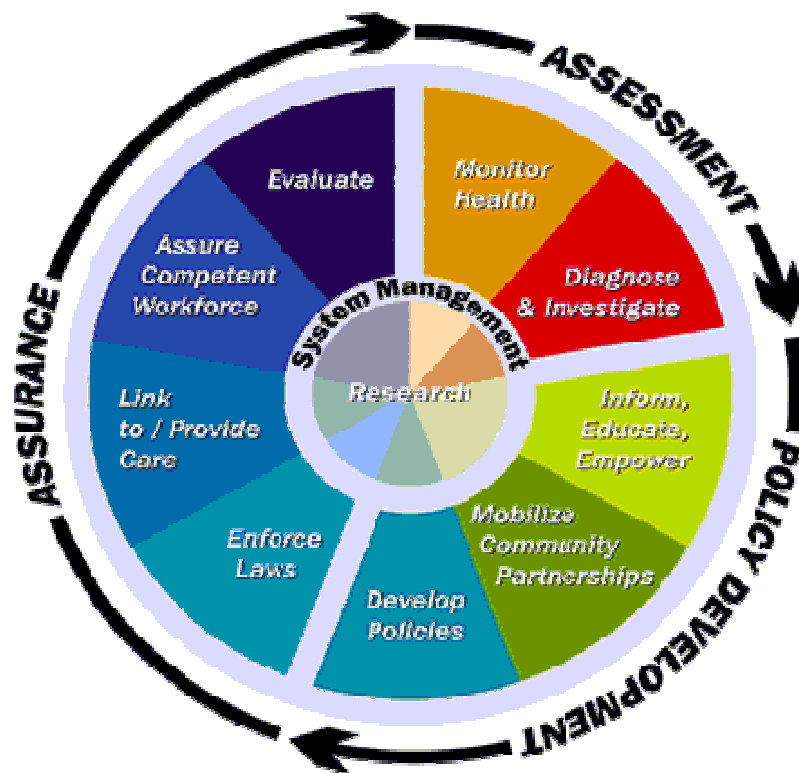 ASSESSMENT
Monitor
Health
Diagnose
& Investigate
POLICY DEVELOPMENT
Inform,
Educate,
Empower
Mobilize
Community
Partnerships
Develop
Policies
ASSURANCE
Enforce
Laws
Link
to / Provide
Care
Assure
Competent
Workforce
Evaluate
System Management
Research